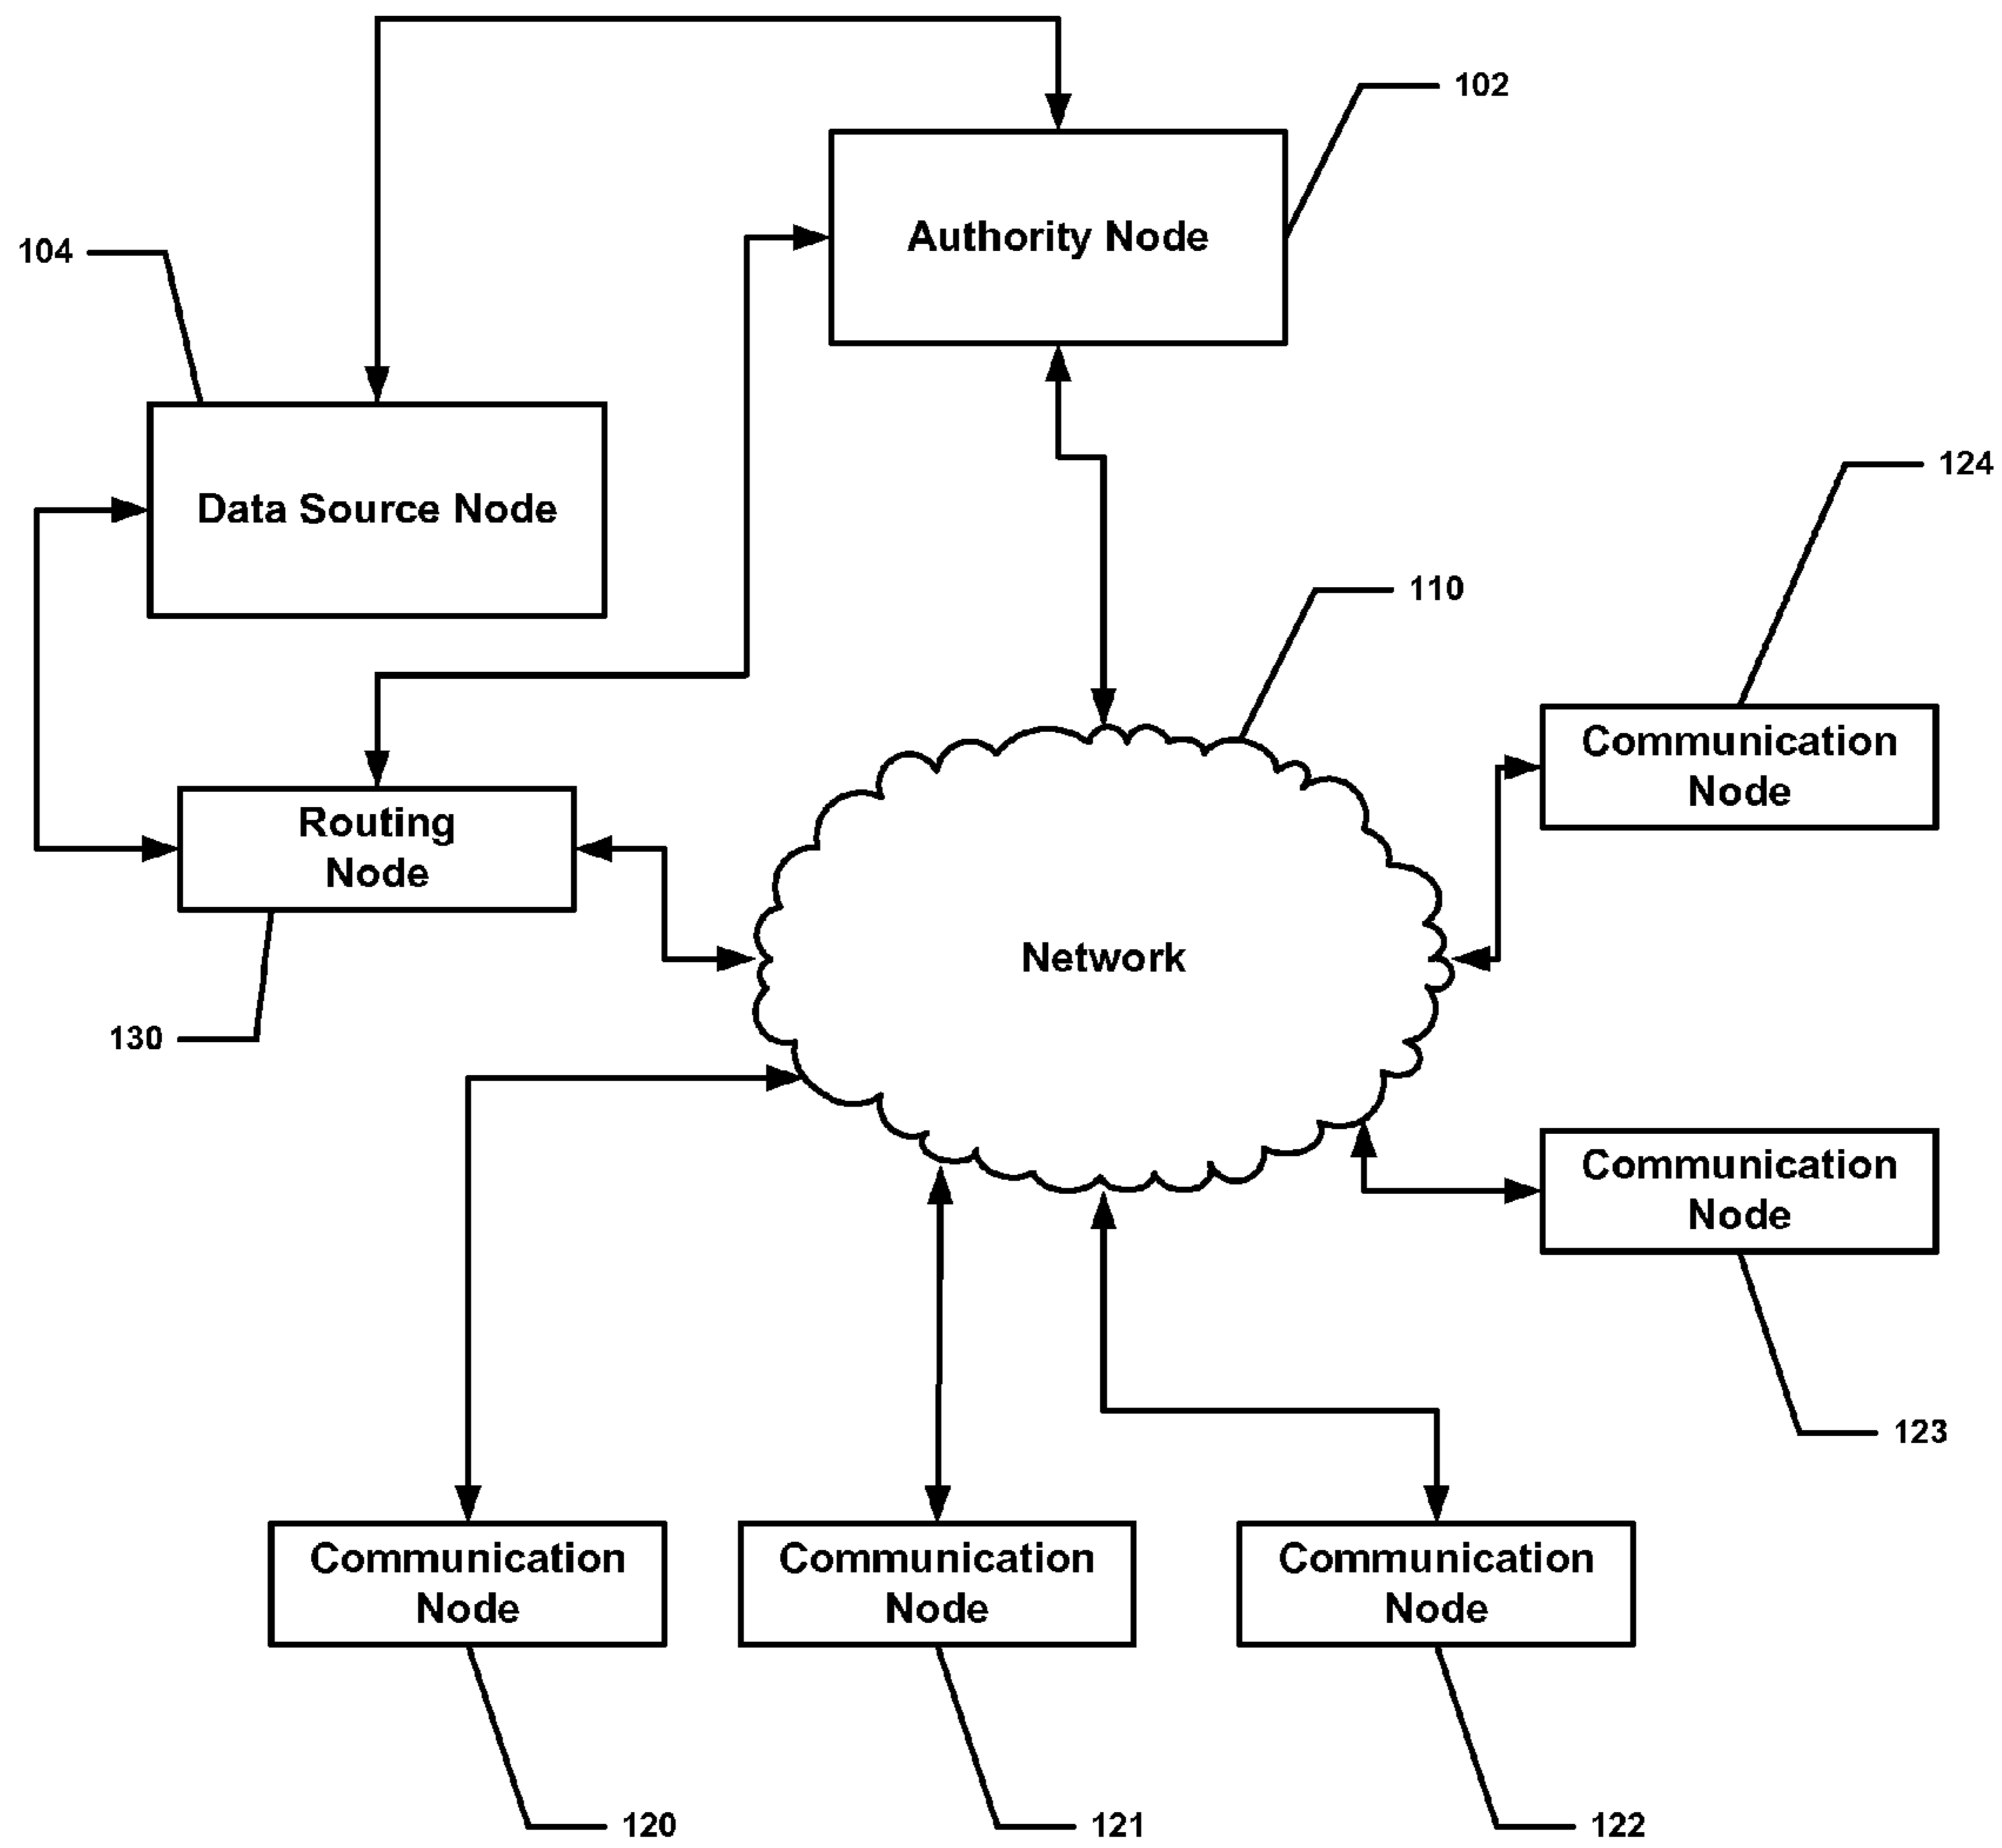 102
Authority Node
104
124
Data Source Node
110
Communication
Node
Routing
Node
Network
130
Communication
Node
123
Communication
Node
Communication
Node
Communication
Node
120
121
122